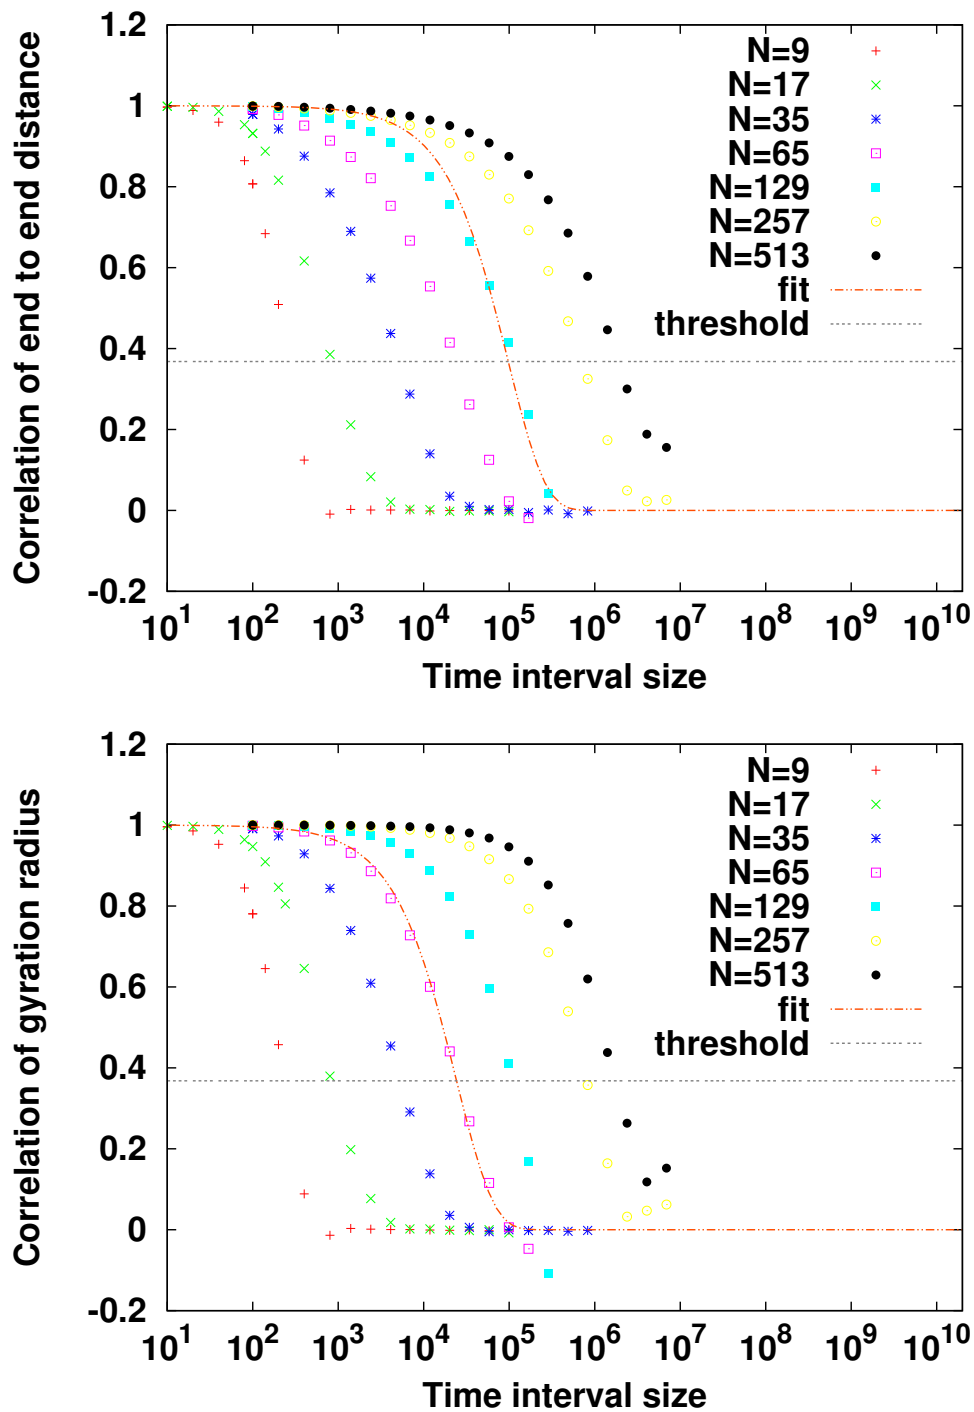 1.2
1
0.8
0.6
0.4
0.2
0
-0.2
Correlation of end to end distance
N=9
N=17
N=35
N=65
N=129
N=257
N=513
fit
threshold
10^1 10^2 10^3 10^4 10^5 10^6 10^7 10^8 10^9 10^10
Time interval size
1.2
1
0.8
0.6
0.4
0.2
0
-0.2
Correlation of gyration radius
N=9
N=17
N=35
N=65
N=129
N=257
N=513
fit
threshold
10^1 10^2 10^3 10^4 10^5 10^6 10^7 10^8 10^9 10^10
Time interval size